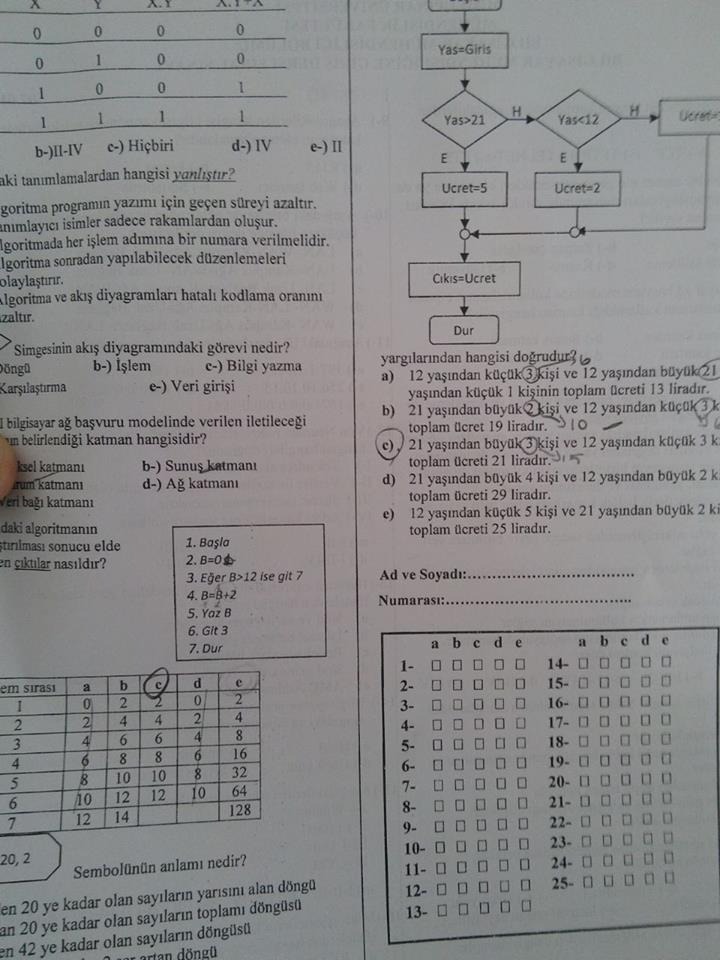 X Y X.Y X.Y+X
0 0 0 0
0 1 0 0
1 0 0 1
1 1 1 1
b-)II-IV c-) Hiçbiri d-) IV e-) II
aki tanımlamalardan hangisi yanlıştır?
goritma programın yazımı için geçen süreyi azaltır.
anımlayıcı isimler sadece rakamlardan oluşur.
lgoritmada her işlem adımına bir numara verilmelidir.
lgoritma sonradan yapılabilecek düzenlemeleri
olaylaştırır.
Algoritma ve akış diyagramları hatalı kodlama oranını
azaltır.
Simgesinin akış diyagramındaki görevi nedir?
Döngü b-) İşlem c-) Bilgi yazma
Karşılaştırma e-) Veri girişi
I bilgisayar ağ başvuru modelinde verilen iletileceği
belirlendiği katman hangisidir?
ksel katmanı b-) Sunuş katmanı
rum katmanı d-) Ağ katmanı
Veri bağı katmanı
daki algoritmanın
ştırılması sonucu elde
en çıktılar nasıldır?
1. Başla
2. B=0
3. Eğer B>12 ise git 7
4. B=B+2
5. Yaz B
6. Git 3
7. Dur
em sırası a b c d e
1 0 2 2 0 2
2 2 4 4 2 4
3 4 6 6 4 8
4 6 8 8 6 16
5 8 10 10 8 32
6 10 12 12 10 64
7 12 14 128
20, 2
Sembolünün anlamı nedir?
en 20 ye kadar olan sayıların yarısını alan döngü
an 20 ye kadar olan sayıların toplamı döngüsü
en 42 ye kadar olan sayıların döngüsü
artan döngü
Yas=Giris
Yas>21 H Yas<12 H Ucret=
E E
Ucret=5 Ucret=2
Cıkıs=Ucret
Dur
yargılarından hangisi doğrudur?
a) 12 yaşından küçük 3 kişi ve 12 yaşından büyük 21
yaşından küçük 1 kişinin toplam ücreti 13 liradır.
b) 21 yaşından büyük 2 kişi ve 12 yaşından küçük 3 k
toplam ücret 19 liradır. 10
c) 21 yaşından büyük 3 kişi ve 12 yaşından küçük 3 k
toplam ücreti 21 liradır. 15
d) 21 yaşından büyük 4 kişi ve 12 yaşından büyük 2 k
toplam ücreti 29 liradır.
e) 12 yaşından küçük 5 kişi ve 21 yaşından büyük 2 ki
toplam ücreti 25 liradır.
Ad ve Soyadı:..................................
Numarası:......................................
a b c d e a b c d e
1- 14-
2- 15-
3- 16-
4- 17-
5- 18-
6- 19-
7- 20-
8- 21-
9- 22-
10- 23-
11- 24-
12- 25-
13-